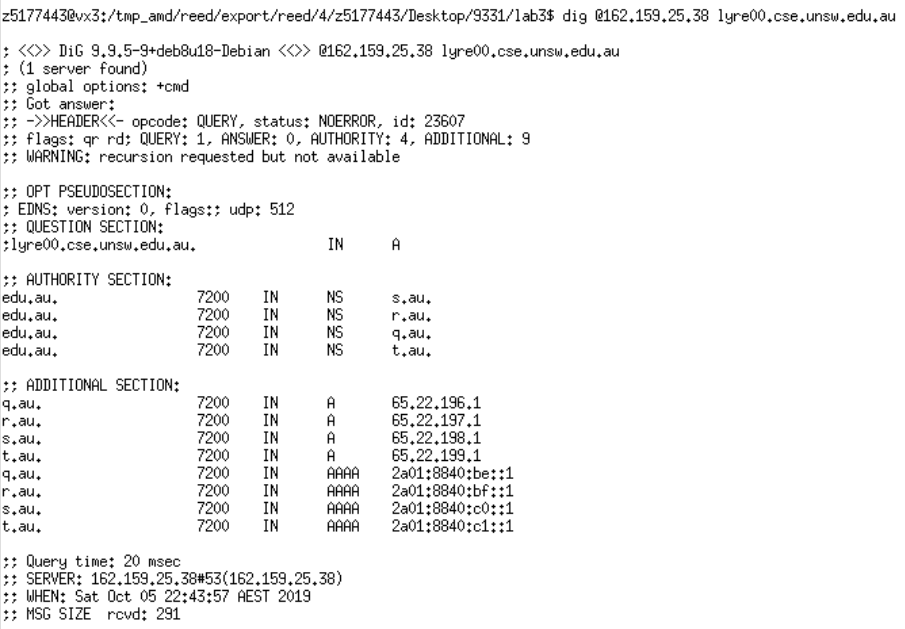 z5177443@vx3:/tmp_amd/reed/export/reed/4/z5177443/Desktop/9331/lab3$ dig @162.159.25.38 lyre00.cse.unsw.edu.au

; <<>> DiG 9.9.5-9+deb8u18-Debian <<>> @162.159.25.38 lyre00.cse.unsw.edu.au
; (1 server found)
;; global options: +cmd
;; Got answer:
;; ->>HEADER<<- opcode: QUERY, status: NOERROR, id: 23607
;; flags: qr rd; QUERY: 1, ANSWER: 0, AUTHORITY: 4, ADDITIONAL: 9
;; WARNING: recursion requested but not available

;; OPT PSEUDOSECTION:
; EDNS: version: 0, flags:; udp: 512
;; QUESTION SECTION:
;lyre00.cse.unsw.edu.au. IN A

;; AUTHORITY SECTION:
edu.au. 7200 IN NS s.au.
edu.au. 7200 IN NS r.au.
edu.au. 7200 IN NS q.au.
edu.au. 7200 IN NS t.au.

;; ADDITIONAL SECTION:
q.au. 7200 IN A 65.22.196.1
r.au. 7200 IN A 65.22.197.1
s.au. 7200 IN A 65.22.198.1
t.au. 7200 IN A 65.22.199.1
q.au. 7200 IN AAAA 2a01:8840:be::1
r.au. 7200 IN AAAA 2a01:8840:bf::1
s.au. 7200 IN AAAA 2a01:8840:c0::1
t.au. 7200 IN AAAA 2a01:8840:c1::1

;; Query time: 20 msec
;; SERVER: 162.159.25.38#53(162.159.25.38)
;; WHEN: Sat Oct 05 22:43:57 AEST 2019
;; MSG SIZE rcvd: 291